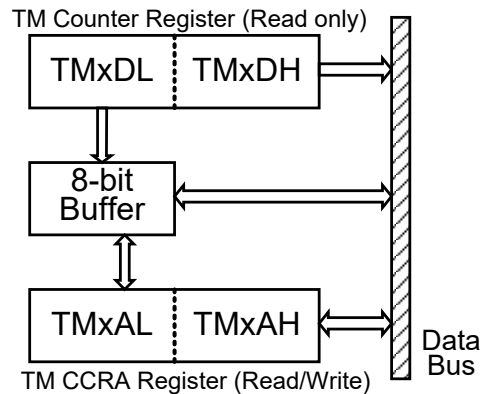 TM Counter Register (Read only)
TMxDL TMxDH
8-bit
Buffer
TMxAL TMxAH
TM CCRA Register (Read/Write)
Data
Bus